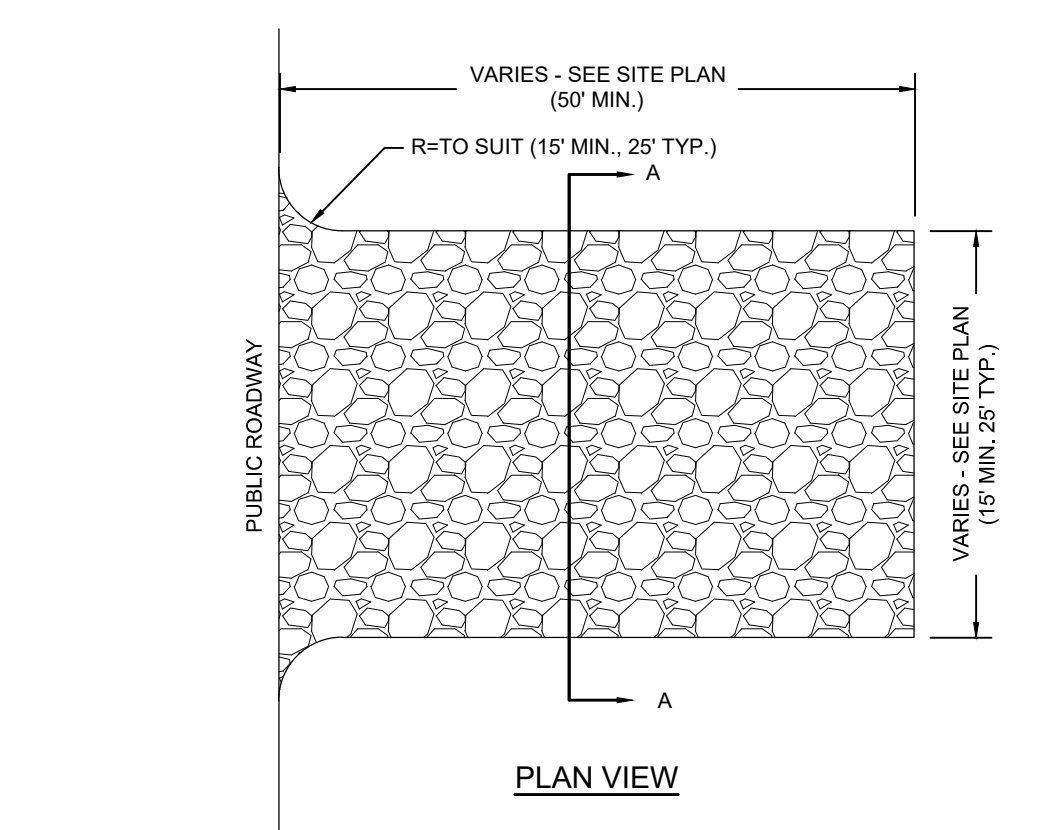 VARIES - SEE SITE PLAN
(50' MIN.)
R=TO SUIT (15' MIN., 25' TYP.)
A
PUBLIC ROADWAY
VARIES - SEE SITE PLAN
(15' MIN. 25' TYP.)
A
PLAN VIEW